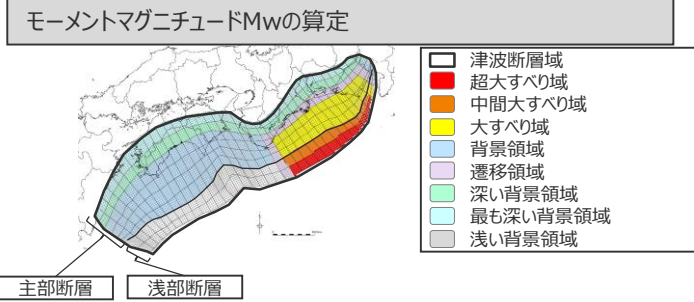 モーメントマグニチュードMwの算定
津波断層域
超大すべり域
中間大すべり域
大すべり域
背景領域
遷移領域
深い背景領域
最も深い背景領域
浅い背景領域
主部断層
浅部断層